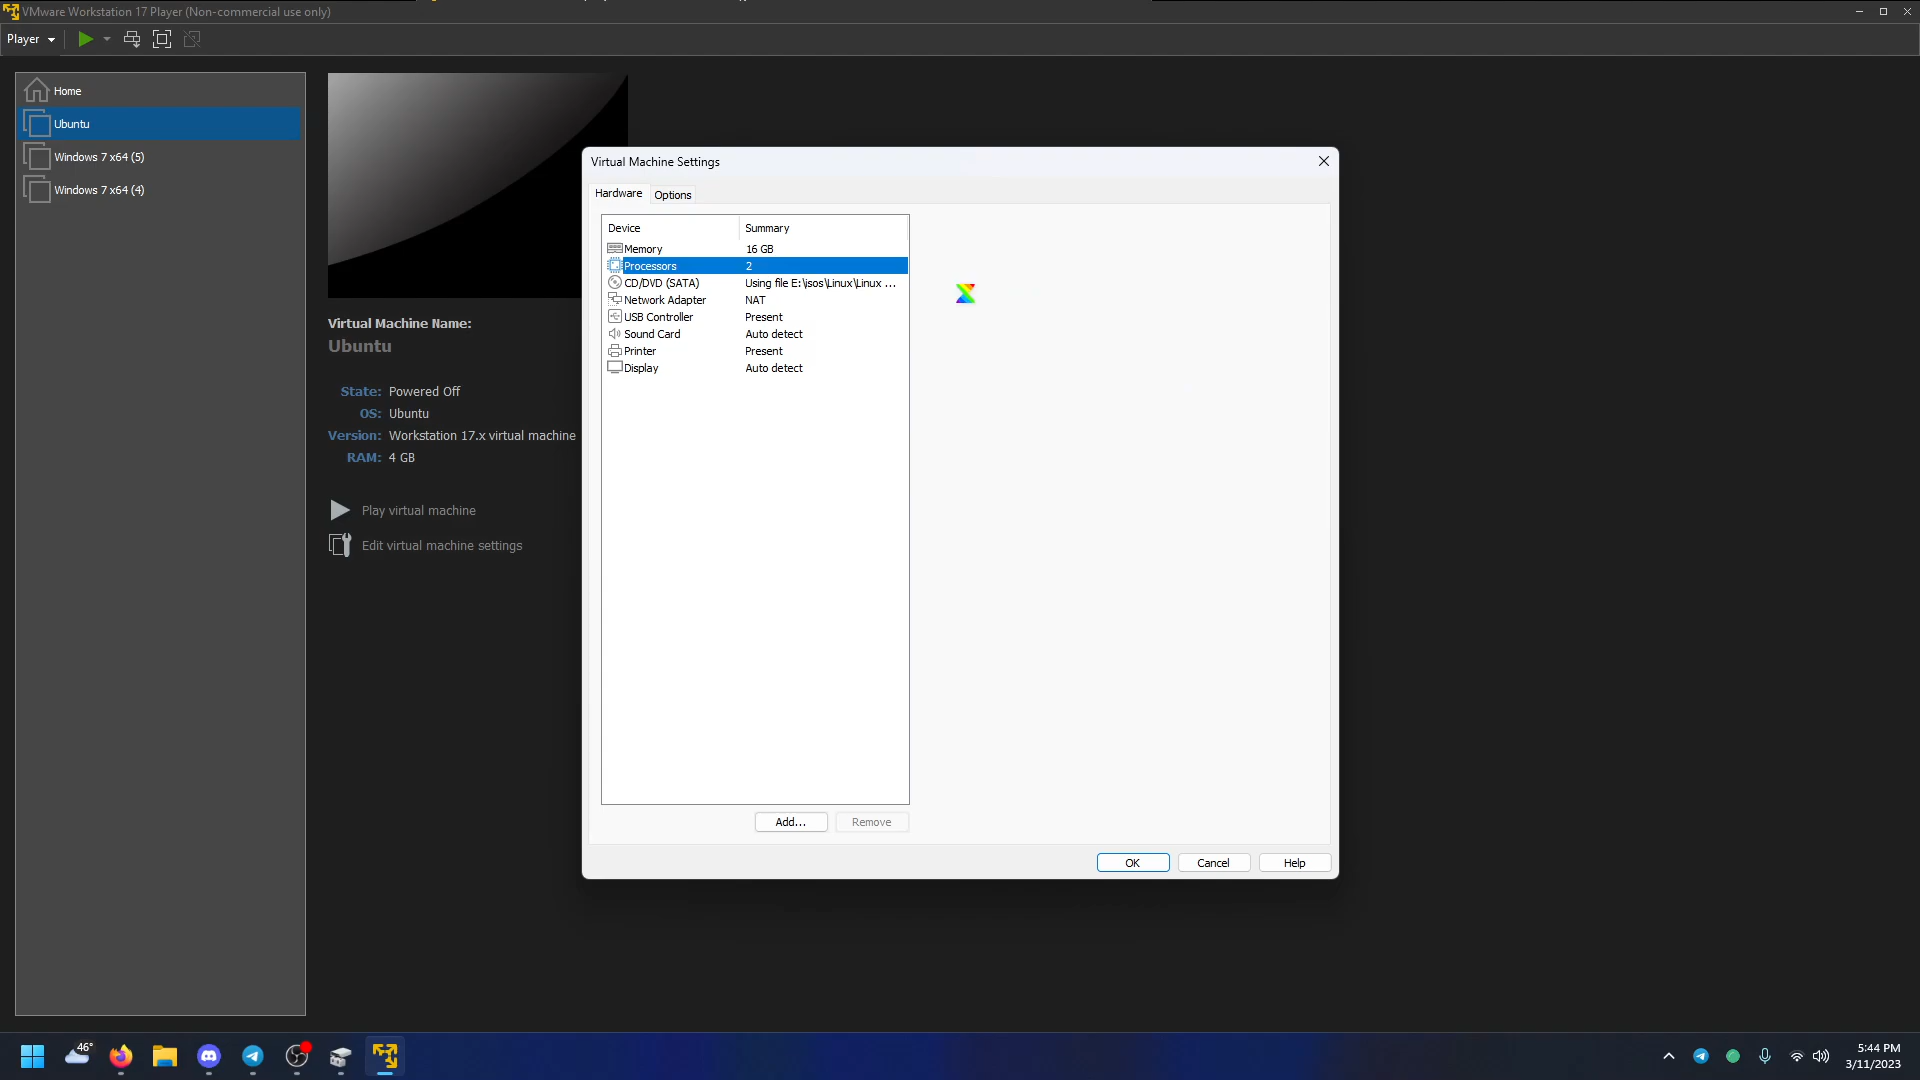 VMware Workstation 17 Player (Non-commercial use only)
Player
Home
Ubuntu
Windows 7 x64 (5)
Windows 7 x64 (4)
Virtual Machine Name:
Ubuntu
State: Powered Off
OS: Ubuntu
Version: Workstation 17.x virtual machine
RAM: 4 GB
Play virtual machine
Edit virtual machine settings
Virtual Machine Settings
Hardware
Options
Device Summary
Memory 16 GB
Processors 2
CD/DVD (SATA) Using file E:\isos\Linux\Linux ...
Network Adapter NAT
USB Controller Present
Sound Card Auto detect
Printer Present
Display Auto detect
Add...
Remove
OK
Cancel
Help
46°
5:44 PM
3/11/2023